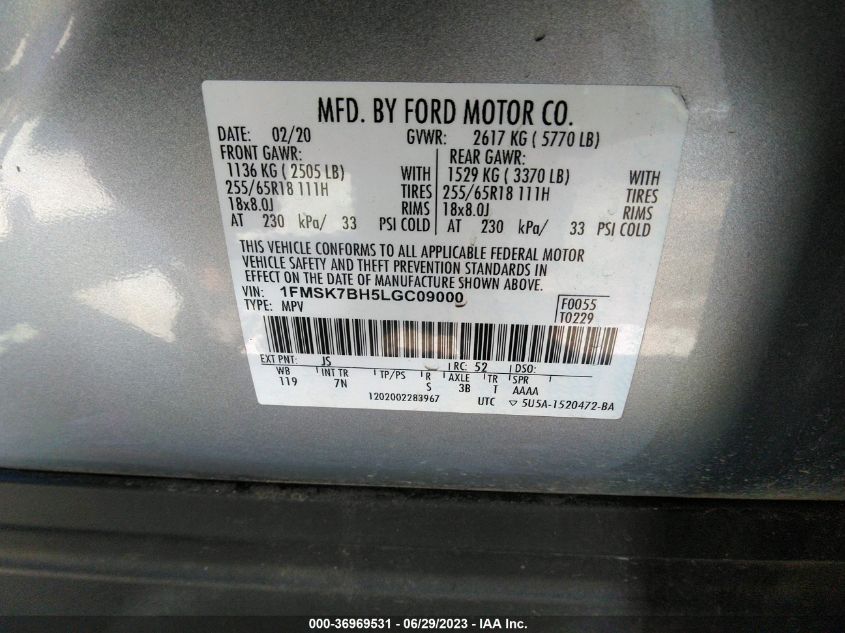 MFD. BY FORD MOTOR CO.
DATE: 02/20 GVWR: 2617 KG ( 5770 LB)
FRONT GAWR: REAR GAWR:
1136 KG ( 2505 LB) WITH 1529 KG ( 3370 LB) WITH
255/65R18 111H TIRES 255/65R18 111H TIRES
18x8.0J RIMS 18x8.0J RIMS
AT 230 kPa/ 33 PSI COLD AT 230 kPa/ 33 PSI COLD
THIS VEHICLE CONFORMS TO ALL APPLICABLE FEDERAL MOTOR
VEHICLE SAFETY AND THEFT PREVENTION STANDARDS IN
EFFECT ON THE DATE OF MANUFACTURE SHOWN ABOVE.
VIN: 1FMSK7BH5LGC09000 F0055
TYPE: MPV T0229
EXT PNT: JS RC: 52 DSO:
WB INT TR TP/PS R AXLE TR SPR
119 7N S 3B T AAAA
1202002283967 UTC ▽ 5U5A-1520472-BA
000-36969531 - 06/29/2023 - IAA Inc.